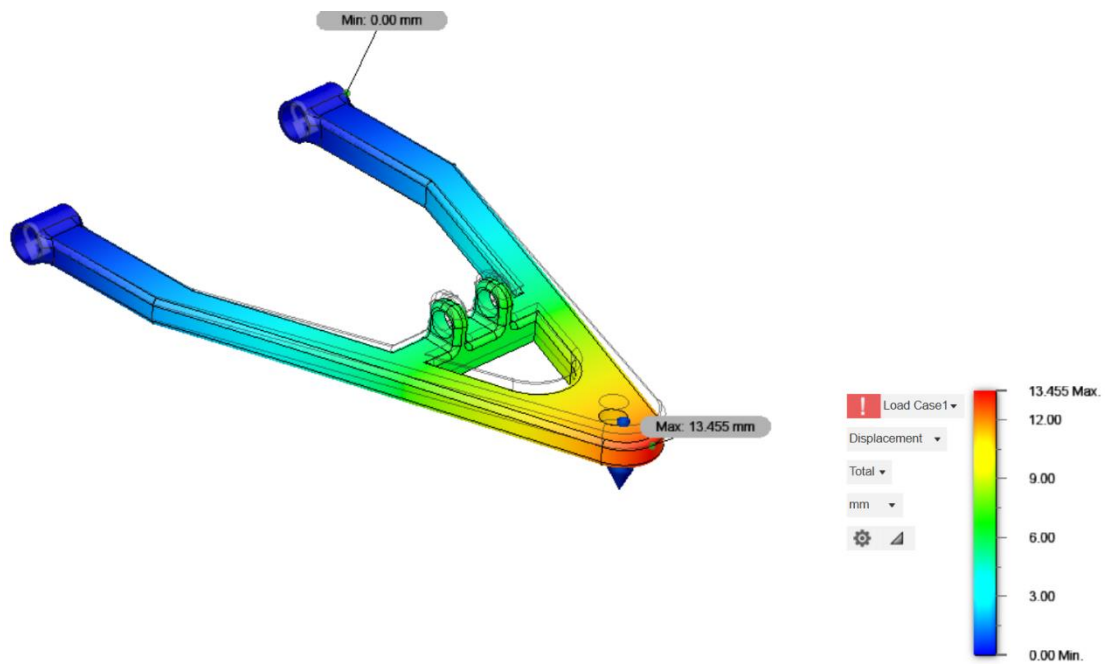 Min: 0.00 mm
Max: 13.455 mm
! Load Case1
Displacement
Total
mm
13.455 Max.
12.00
9.00
6.00
3.00
0.00 Min.